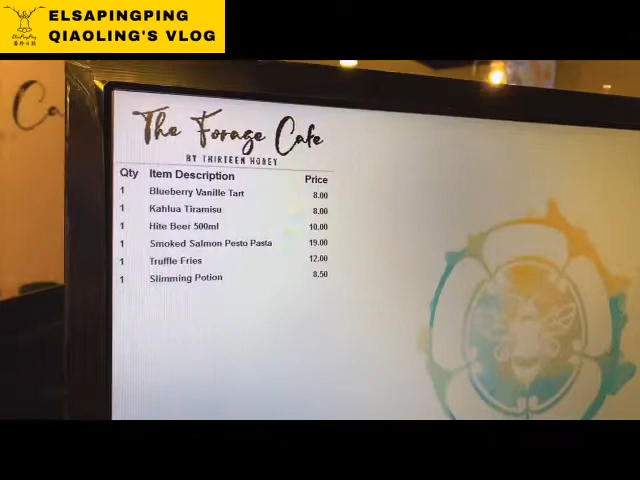 ELSAPINGPING
QIAOLING'S VLOG
Ca
The Forage Cafe
BY THIRTEEN HONEY
Qty Item Description Price
1 Blueberry Vanille Tart 8.00
1 Kahlua Tiramisu 8.00
1 Hite Beer 500ml 10.00
1 Smoked Salmon Pesto Pasta 19.00
1 Truffle Fries 12.00
1 Slimming Potion 8.50